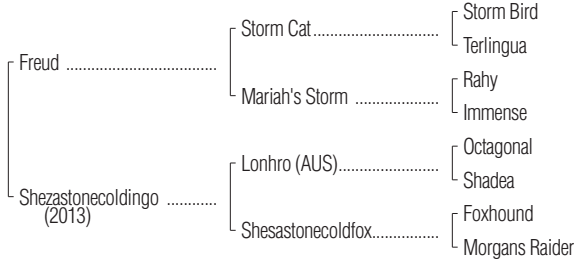 Storm Bird
Storm Cat
Terlingua
Freud
Rahy
Mariah's Storm
Immense
Octagonal
Lonhro (AUS)
Shadea
Shezastonecoldingo
(2013)
Foxhound
Shesastonecoldfox
Morgans Raider